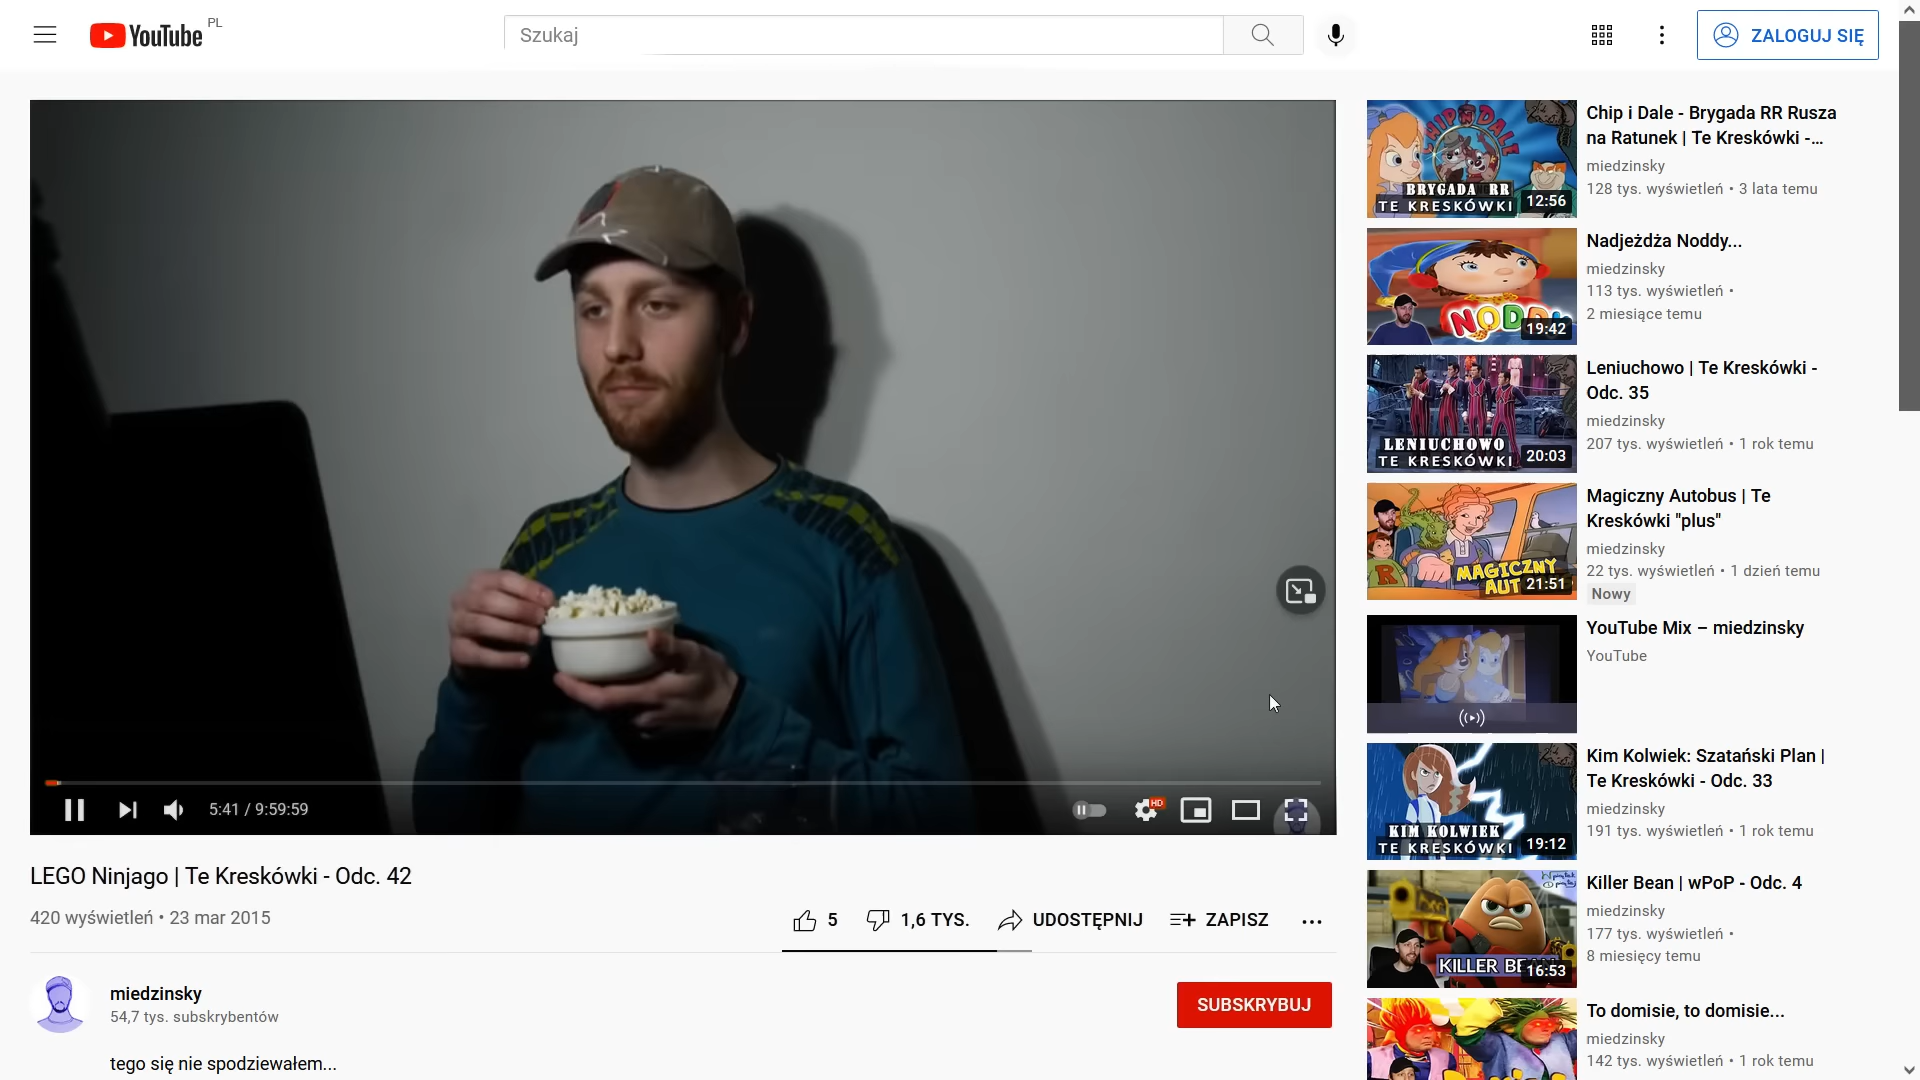 YouTube PL
Szukaj
ZALOGUJ SIĘ
5:41 / 9:59:59
HD
LEGO Ninjago | Te Kreskówki - Odc. 42
420 wyświetleń • 23 mar 2015
5
1,6 TYS.
UDOSTĘPNIJ
ZAPISZ
miedzinsky
54,7 tys. subskrybentów
SUBSKRYBUJ
tego się nie spodziewałem...
CHIP N DALE
BRYGADA RR
TE KRESKÓWKI
12:56
Chip i Dale - Brygada RR Rusza
na Ratunek | Te Kreskówki -...
miedzinsky
128 tys. wyświetleń • 3 lata temu
NODDY
19:42
Nadjeżdża Noddy...
miedzinsky
113 tys. wyświetleń •
2 miesiące temu
LENIUCHOWO
TE KRESKÓWKI
20:03
Leniuchowo | Te Kreskówki -
Odc. 35
miedzinsky
207 tys. wyświetleń • 1 rok temu
R
MAGICZNY
AUT
21:51
Magiczny Autobus | Te
Kreskówki "plus"
miedzinsky
22 tys. wyświetleń • 1 dzień temu
Nowy
YouTube Mix – miedzinsky
YouTube
KIM KOLWIEK
TE KRESKÓWKI
19:12
Kim Kolwiek: Szatański Plan |
Te Kreskówki - Odc. 33
miedzinsky
191 tys. wyświetleń • 1 rok temu
KILLER BEAN
16:53
Killer Bean | wPoP - Odc. 4
miedzinsky
177 tys. wyświetleń •
8 miesięcy temu
To domisie, to domisie...
miedzinsky
142 tys. wyświetleń • 1 rok temu